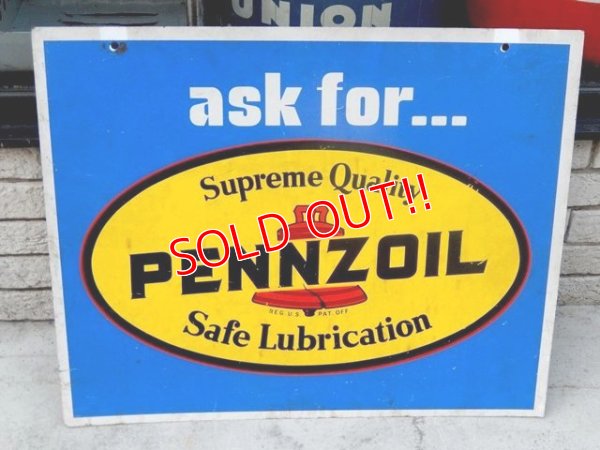 UNION
ask for...
Supreme Quality
SOLD OUT!!
PENNZOIL
REG. U.S. PAT. OFF.
Safe Lubrication